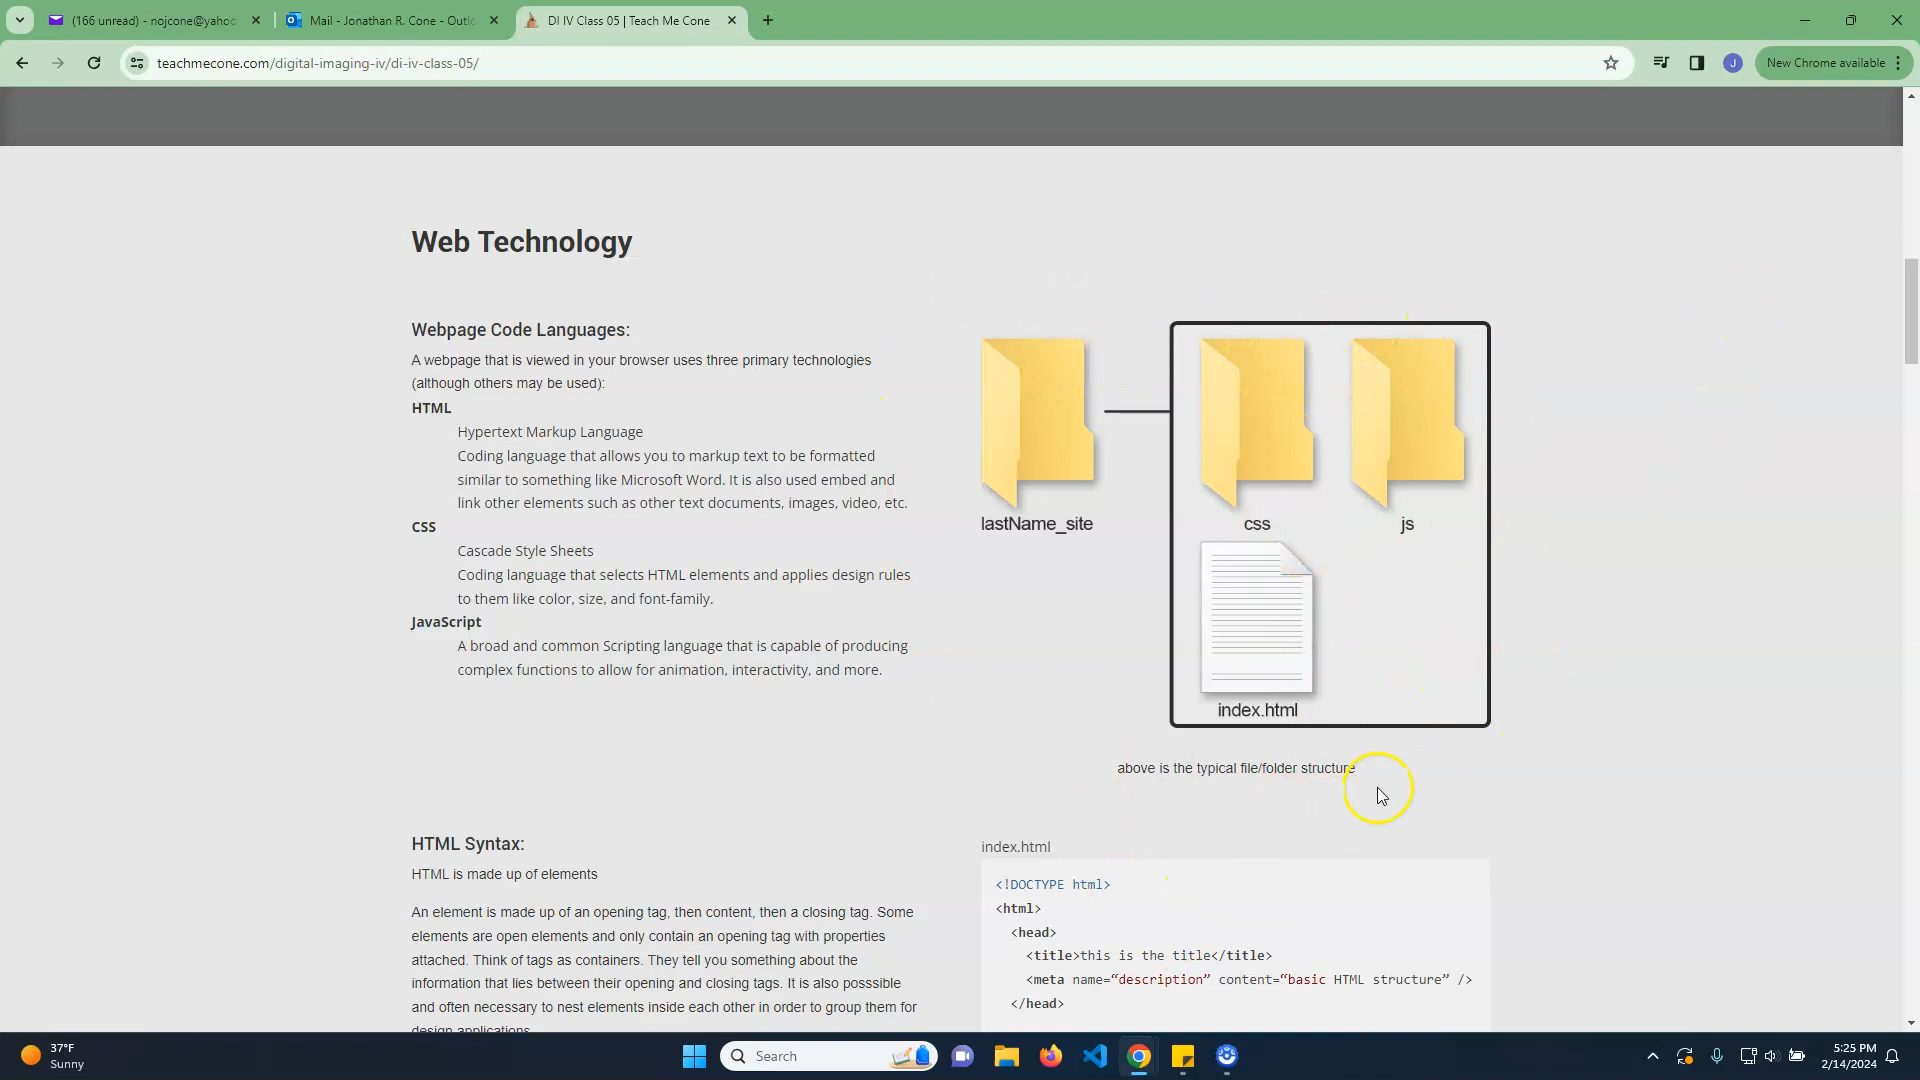 (166 unread) - nojcone@yahoo
Mail - Jonathan R. Cone - Outlo
DI IV Class 05 | Teach Me Cone
teachmecone.com/digital-imaging-iv/di-iv-class-05/
J
New Chrome available
Web Technology
Webpage Code Languages:
A webpage that is viewed in your browser uses three primary technologies
(although others may be used):
HTML
Hypertext Markup Language
Coding language that allows you to markup text to be formatted
similar to something like Microsoft Word. It is also used embed and
link other elements such as other text documents, images, video, etc.
CSS
Cascade Style Sheets
Coding language that selects HTML elements and applies design rules
to them like color, size, and font-family.
JavaScript
A broad and common Scripting language that is capable of producing
complex functions to allow for animation, interactivity, and more.
lastName_site
css
js
index.html
above is the typical file/folder structure
HTML Syntax:
HTML is made up of elements
An element is made up of an opening tag, then content, then a closing tag. Some
elements are open elements and only contain an opening tag with properties
attached. Think of tags as containers. They tell you something about the
information that lies between their opening and closing tags. It is also posssible
and often necessary to nest elements inside each other in order to group them for
design applications.
index.html
<!DOCTYPE html>
<html>
<head>
<title>this is the title</title>
<meta name=“description” content=“basic HTML structure” />
</head>
37°F
Sunny
Search
5:25 PM
2/14/2024